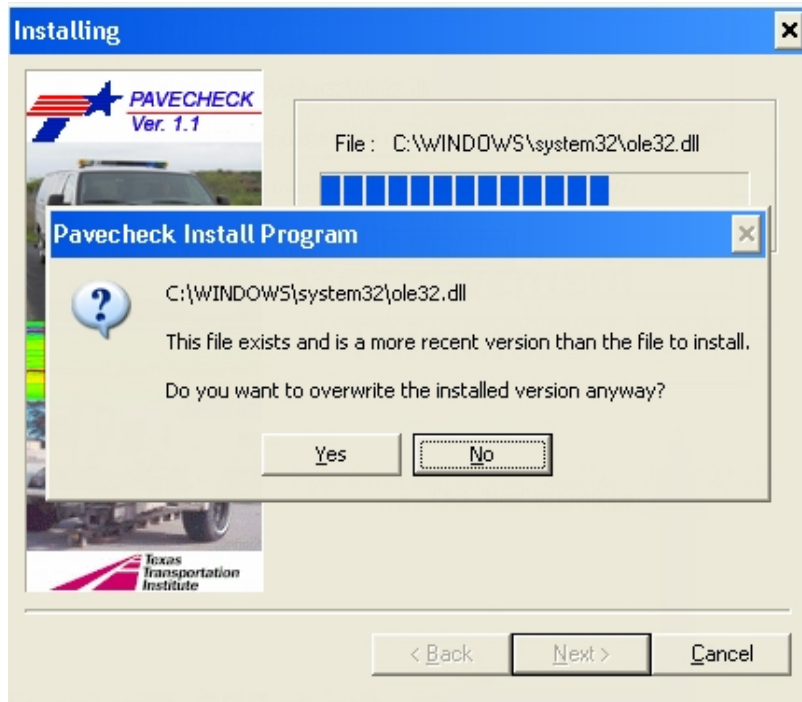 Installing
PAVECHECK
Ver. 1.1
File : C:\WINDOWS\system32\ole32.dll
Pavecheck Install Program
C:\WINDOWS\system32\ole32.dll
This file exists and is a more recent version than the file to install.
Do you want to overwrite the installed version anyway?
Yes
No
Texas
Transportation
Institute
< Back
Next >
Cancel